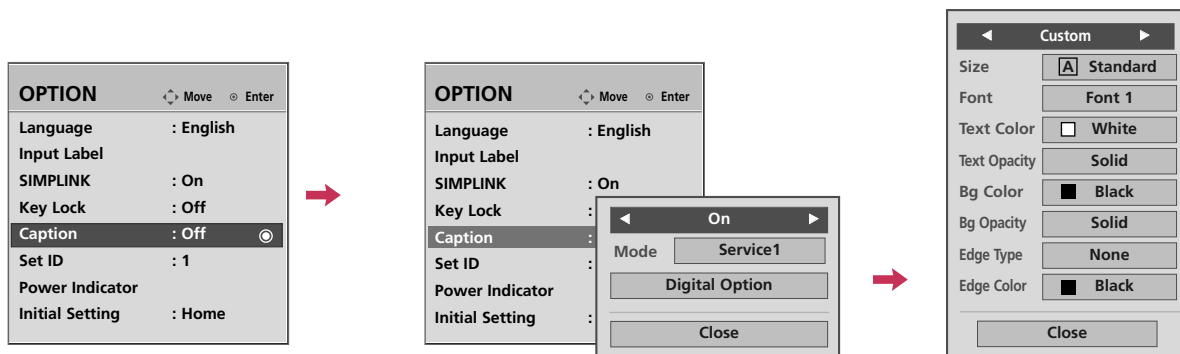 OPTION Move Enter
Language : English
Input Label
SIMPLINK : On
Key Lock : Off
Caption : Off
Set ID : 1
Power Indicator
Initial Setting : Home
OPTION Move Enter
Language : English
Input Label
SIMPLINK : On
Key Lock :
Caption :
Set ID :
Power Indicator
Initial Setting :
On
Mode Service1
Digital Option
Close
Custom
Size A Standard
Font Font 1
Text Color White
Text Opacity Solid
Bg Color Black
Bg Opacity Solid
Edge Type None
Edge Color Black
Close